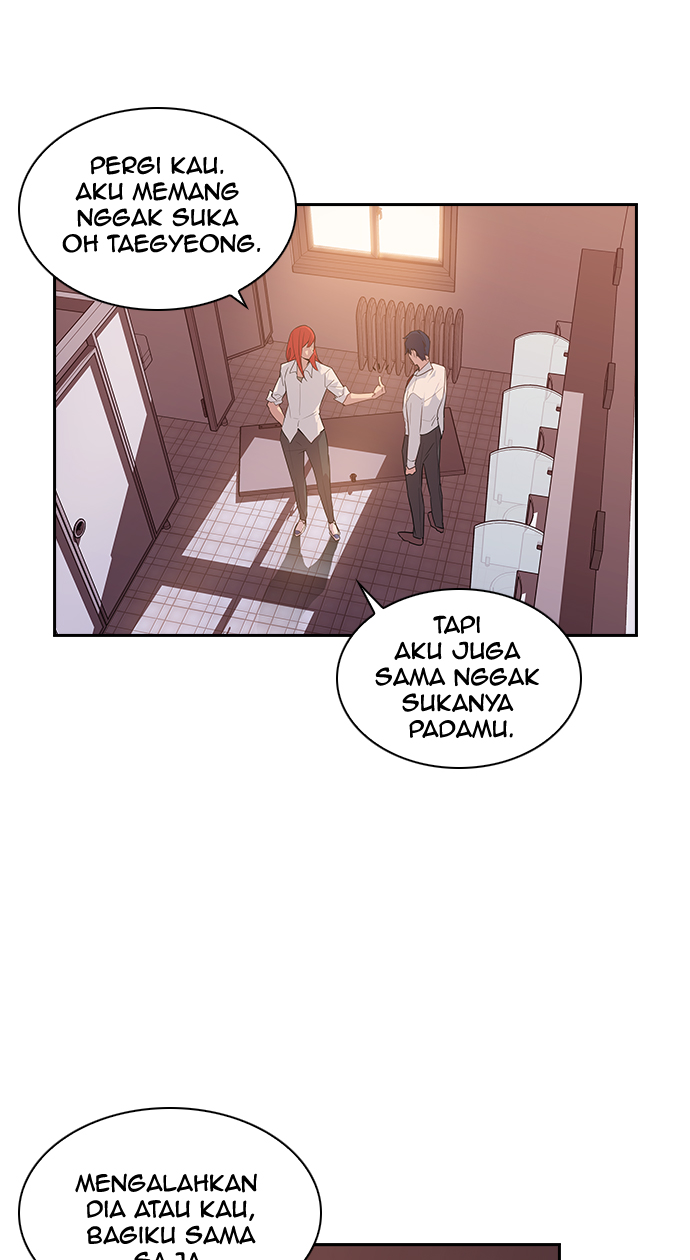 PERGI KAU.
AKU MEMANG
NGGAK SUKA
OH TAEGYEONG.
TAPI
AKU JUGA
SAMA NGGAK
SUKANYA
PADAMU.
MENGALAHKAN
DIA ATAU KAU,
BAGIKU SAMA
SAJA